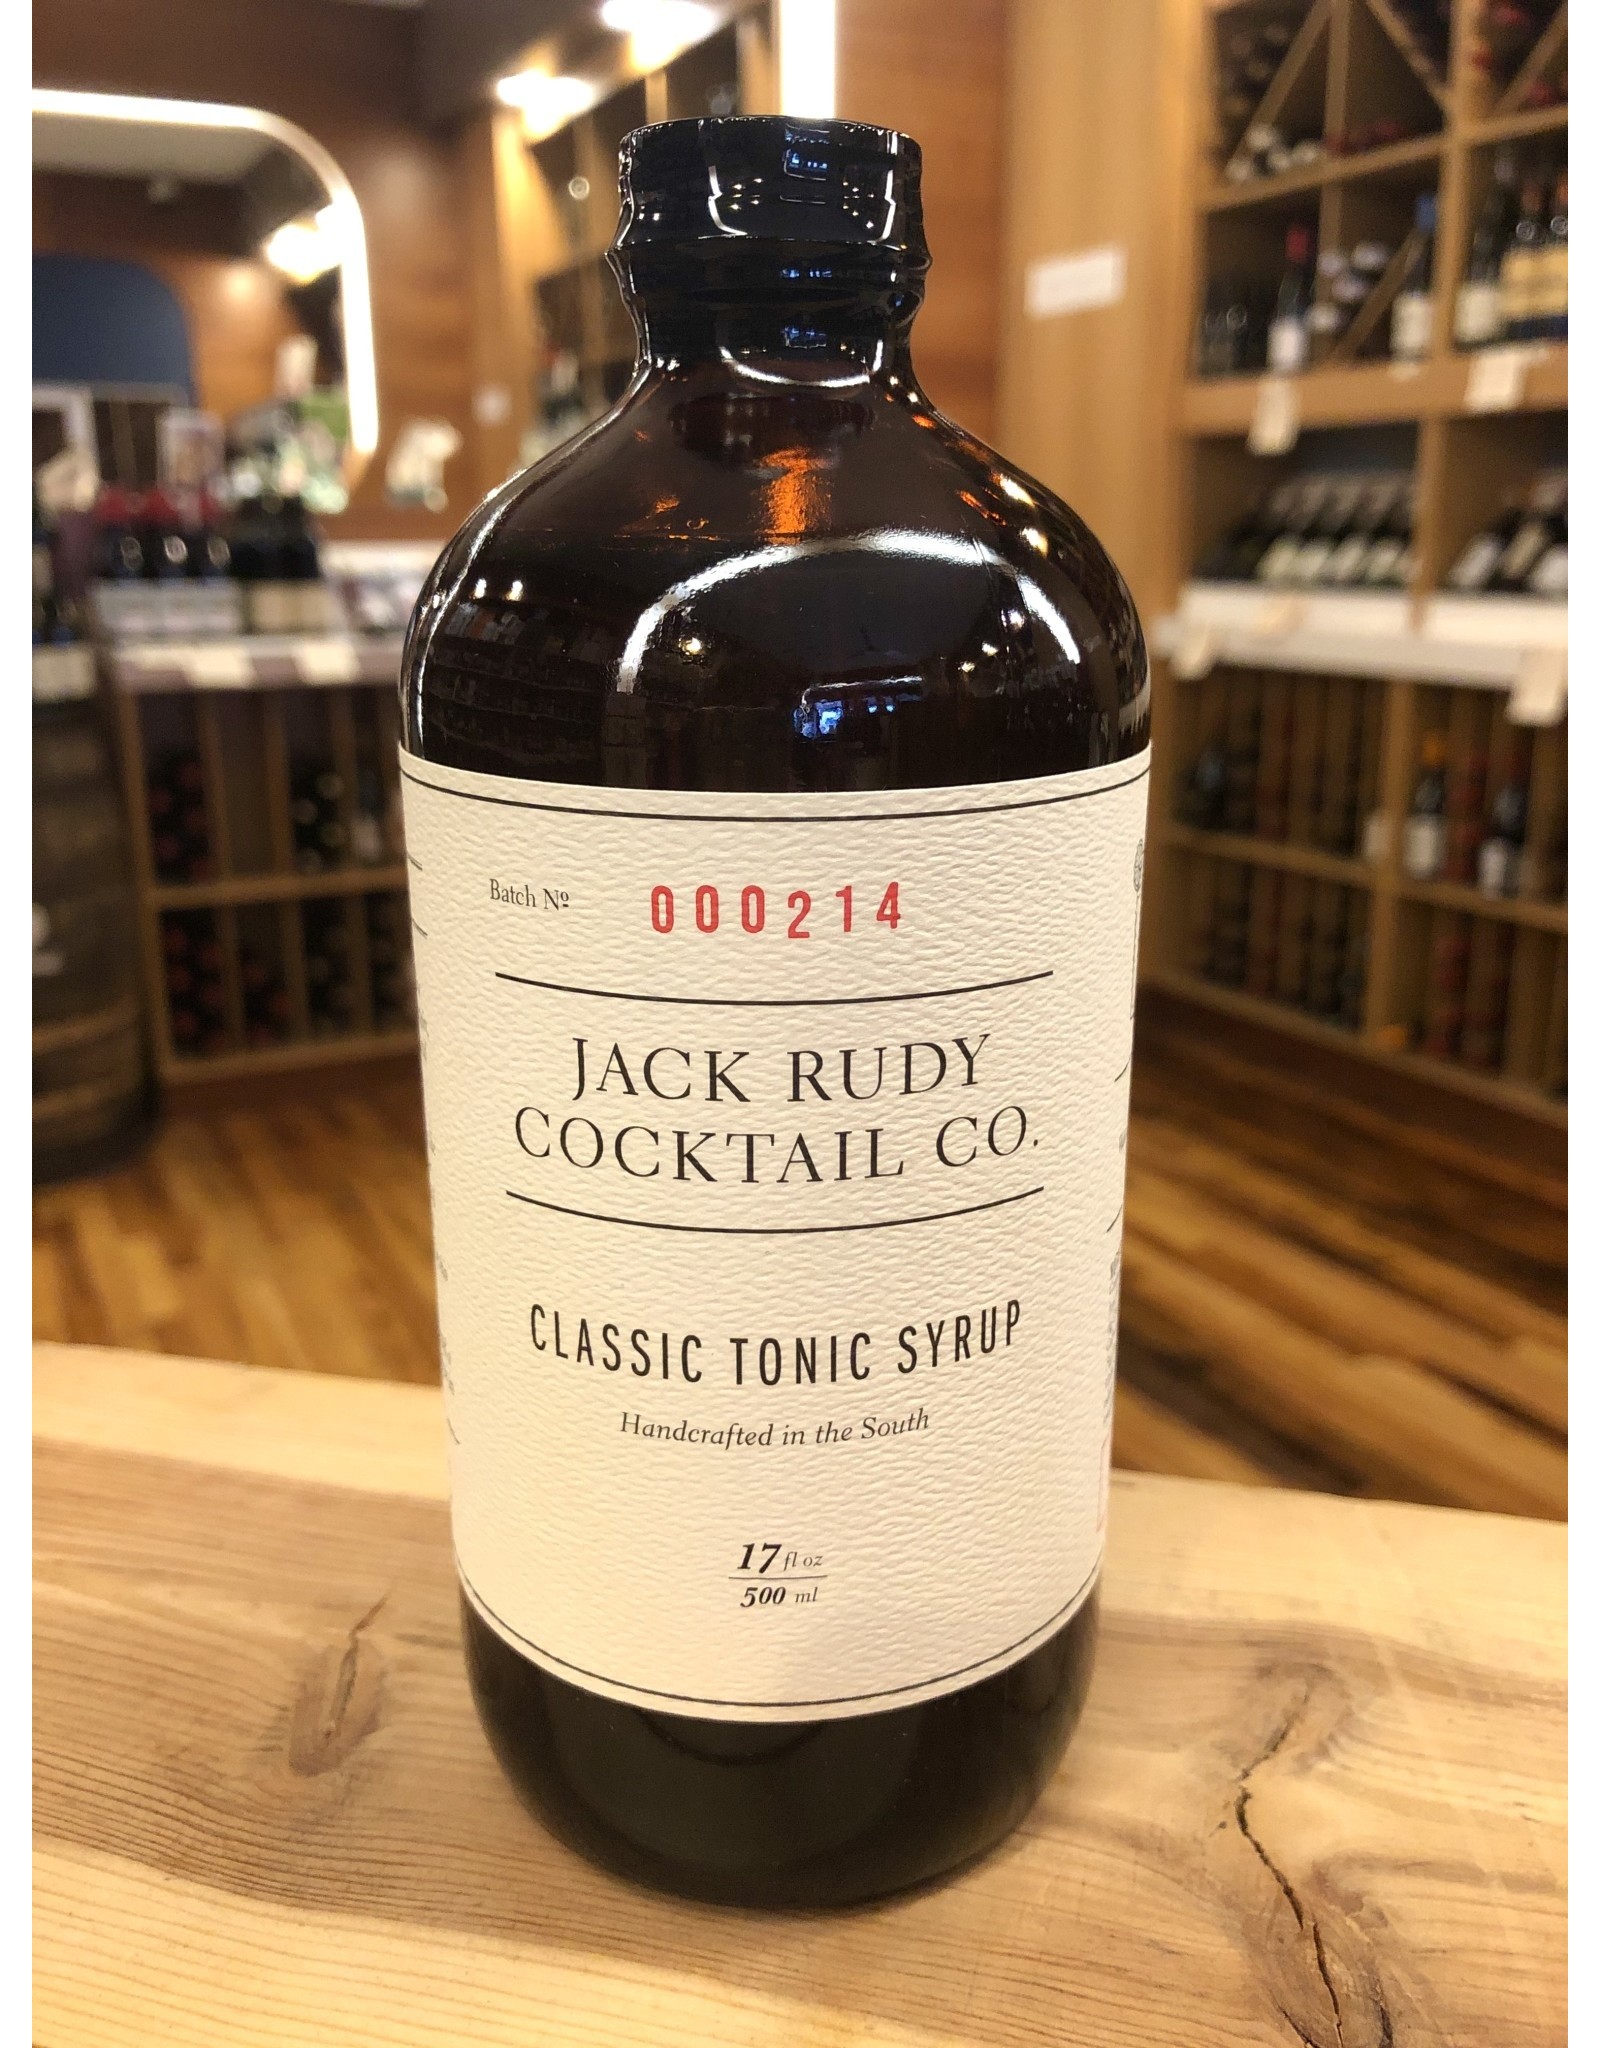 Batch Nº 000214
JACK RUDY
COCKTAIL CO.
CLASSIC TONIC SYRUP
Handcrafted in the South
17 fl oz
500 ml